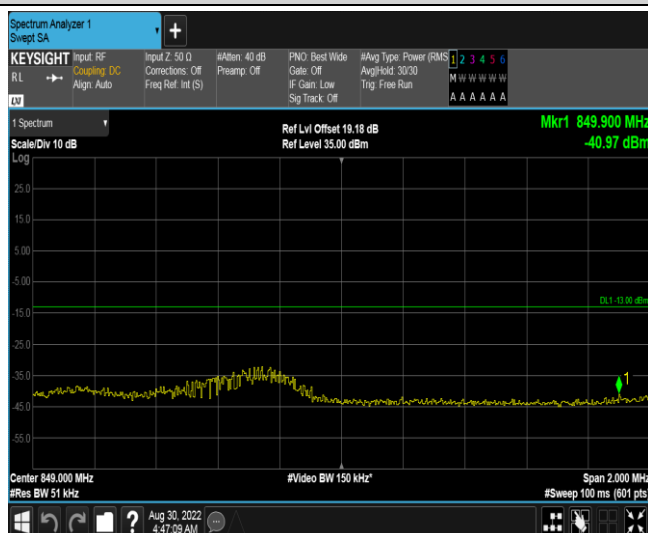 Spectrum Analyzer 1
Swept SA
+
KEYSIGHT
RL
Input: RF
Coupling: DC
Align: Auto
Input Z: 50 Ω
Corrections: Off
Freq Ref: Int (S)
#Atten: 40 dB
Preamp: Off
PNO: Best Wide
Gate: Off
IF Gain: Low
Sig Track: Off
#Avg Type: Power (RMS
Avg|Hold: 30/30
Trig: Free Run
1 2 3 4 5 6
M W W W W W
A A A A A A
LXI
1 Spectrum
Scale/Div 10 dB
Ref Lvl Offset 19.18 dB
Ref Level 35.00 dBm
Mkr1 849.900 MHz
-40.97 dBm
Log
25.0
15.0
5.00
-5.00
DL1 -13.00 dBm
-15.0
-35.0
1
-45.0
-55.0
Center 849.000 MHz
#Video BW 150 kHz*
Span 2.000 MHz
#Res BW 51 kHz
#Sweep 100 ms (601 pts)
?
Aug 30, 2022
4:47:09 AM